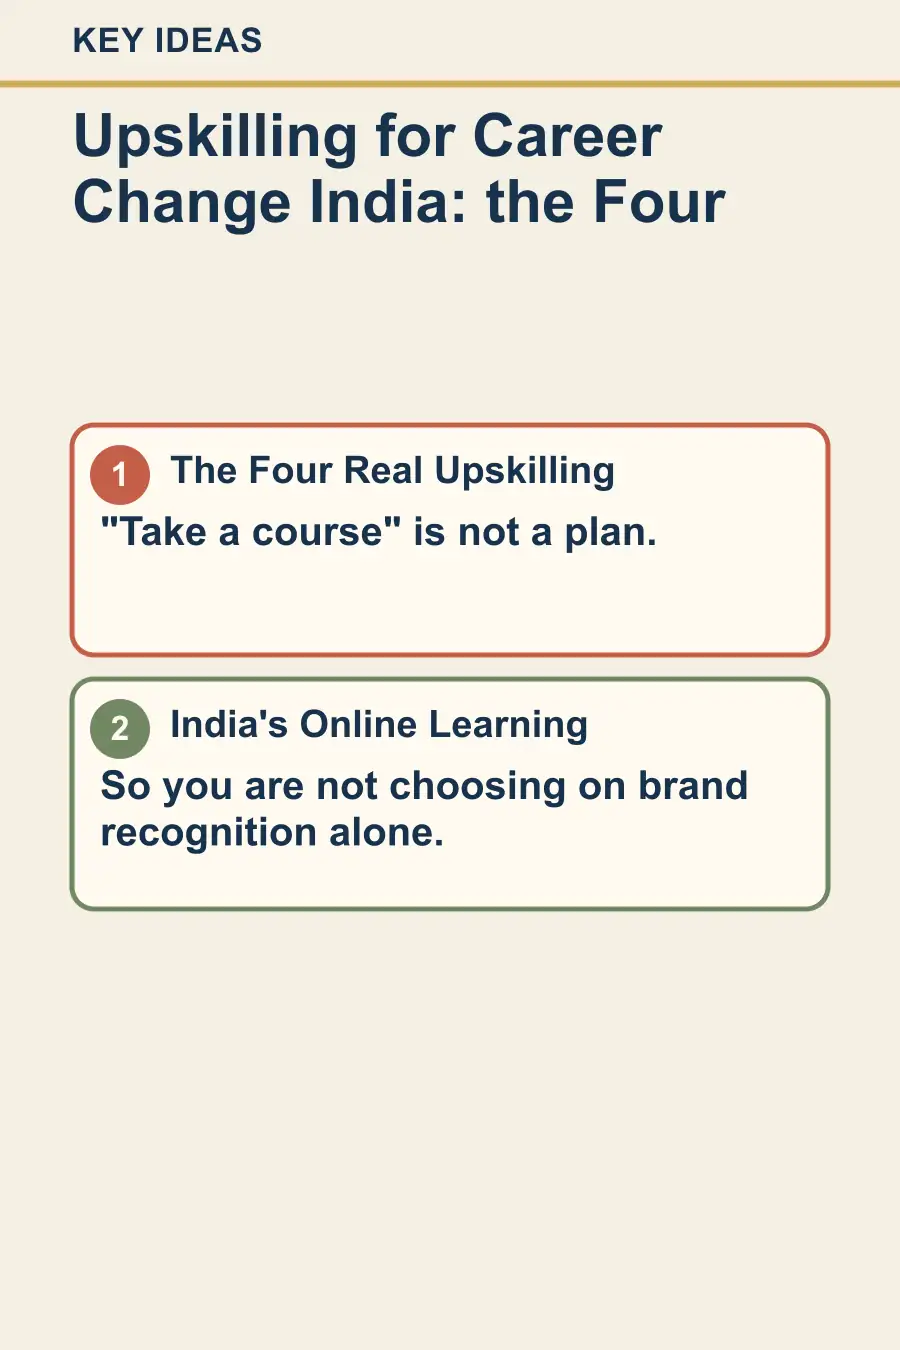 KEY IDEAS
Upskilling for Career
Change India: the Four
1 The Four Real Upskilling
"Take a course" is not a plan.
2 India's Online Learning
So you are not choosing on brand
recognition alone.